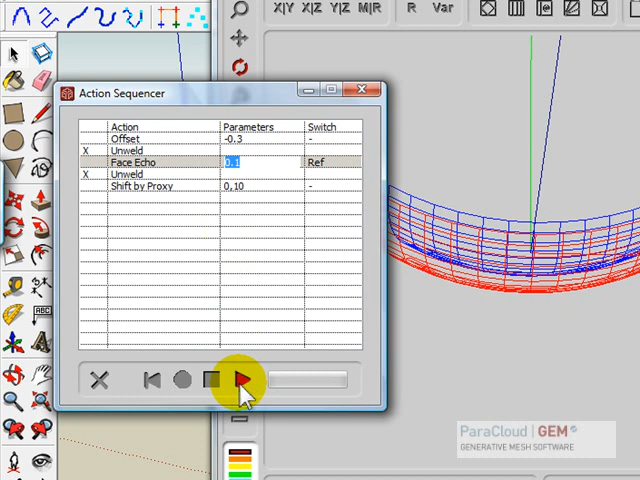 X|Y X|Z Y|Z M|R R Var
Action Sequencer
Action Parameters Switch
Offset -0.3 -
X Unweld
Face Echo 0.1 Ref
X Unweld
Shift by Proxy 0,10 -
ABC
ParaCloud | GEM
GENERATIVE MESH SOFTWARE